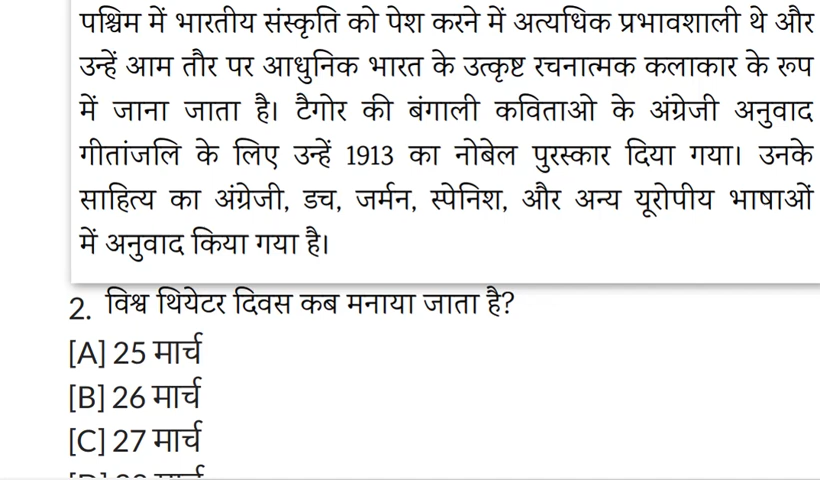 पश्चिम में भारतीय संस्कृति को पेश करने में अत्यधिक प्रभावशाली थे और
उन्हें आम तौर पर आधुनिक भारत के उत्कृष्ट रचनात्मक कलाकार के रूप
में जाना जाता है। टैगोर की बंगाली कविताओ के अंग्रेजी अनुवाद
गीतांजलि के लिए उन्हें 1913 का नोबेल पुरस्कार दिया गया। उनके
साहित्य का अंग्रेजी, डच, जर्मन, स्पेनिश, और अन्य यूरोपीय भाषाओं
में अनुवाद किया गया है।
2. विश्व थियेटर दिवस कब मनाया जाता है?
[A] 25 मार्च
[B] 26 मार्च
[C] 27 मार्च